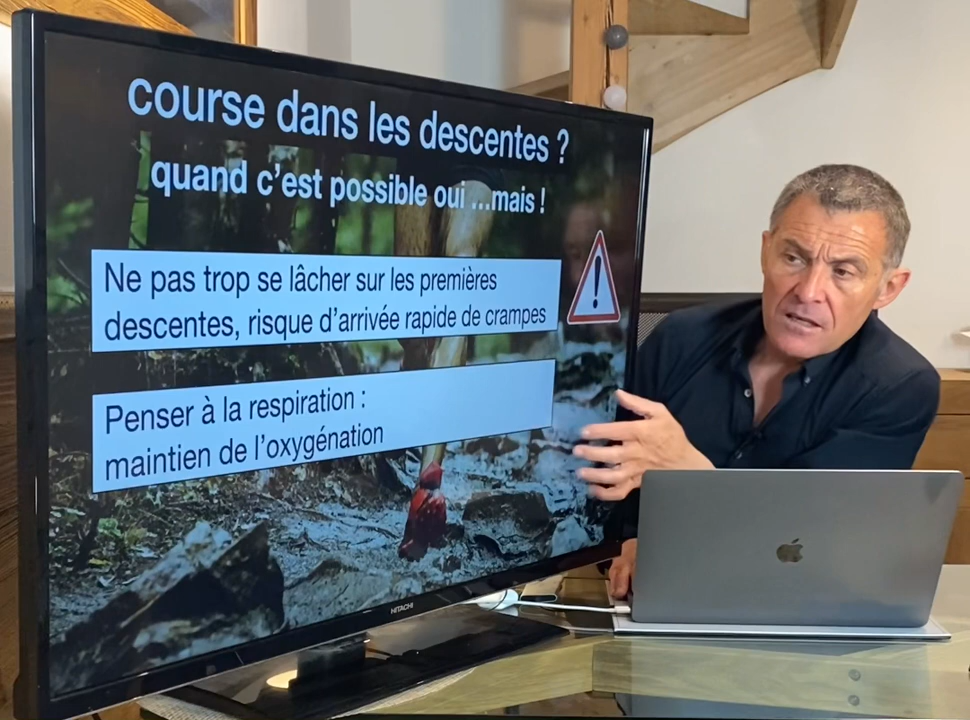 course dans les descentes ?
quand c'est possible oui ...mais !
Ne pas trop se lâcher sur les premières
descentes, risque d'arrivée rapide de crampes
!
Penser à la respiration :
maintien de l'oxygénation
HITACHI